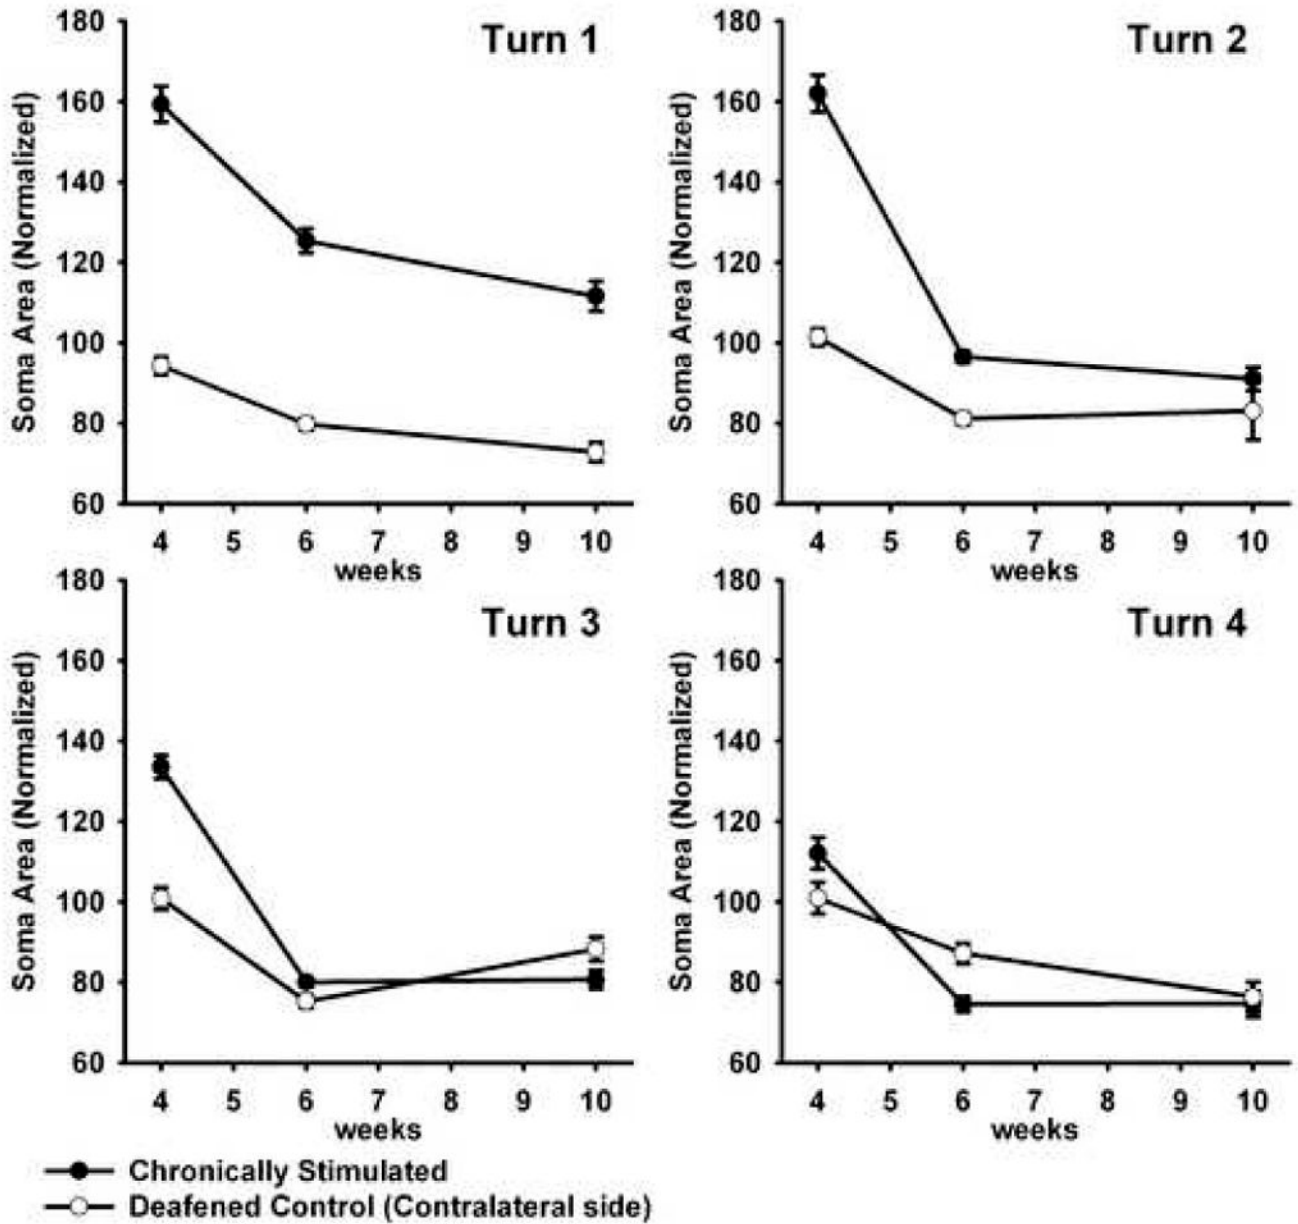 Turn 1
Soma Area (Normalized)
180
160
140
120
100
80
60
4 5 6 7 8 9 10
weeks
Turn 2
Soma Area (Normalized)
180
160
140
120
100
80
60
4 5 6 7 8 9 10
weeks
Turn 3
Soma Area (Normalized)
180
160
140
120
100
80
60
4 5 6 7 8 9 10
weeks
Turn 4
Soma Area (Normalized)
180
160
140
120
100
80
60
4 5 6 7 8 9 10
weeks
Chronically Stimulated
Deafened Control (Contralateral side)